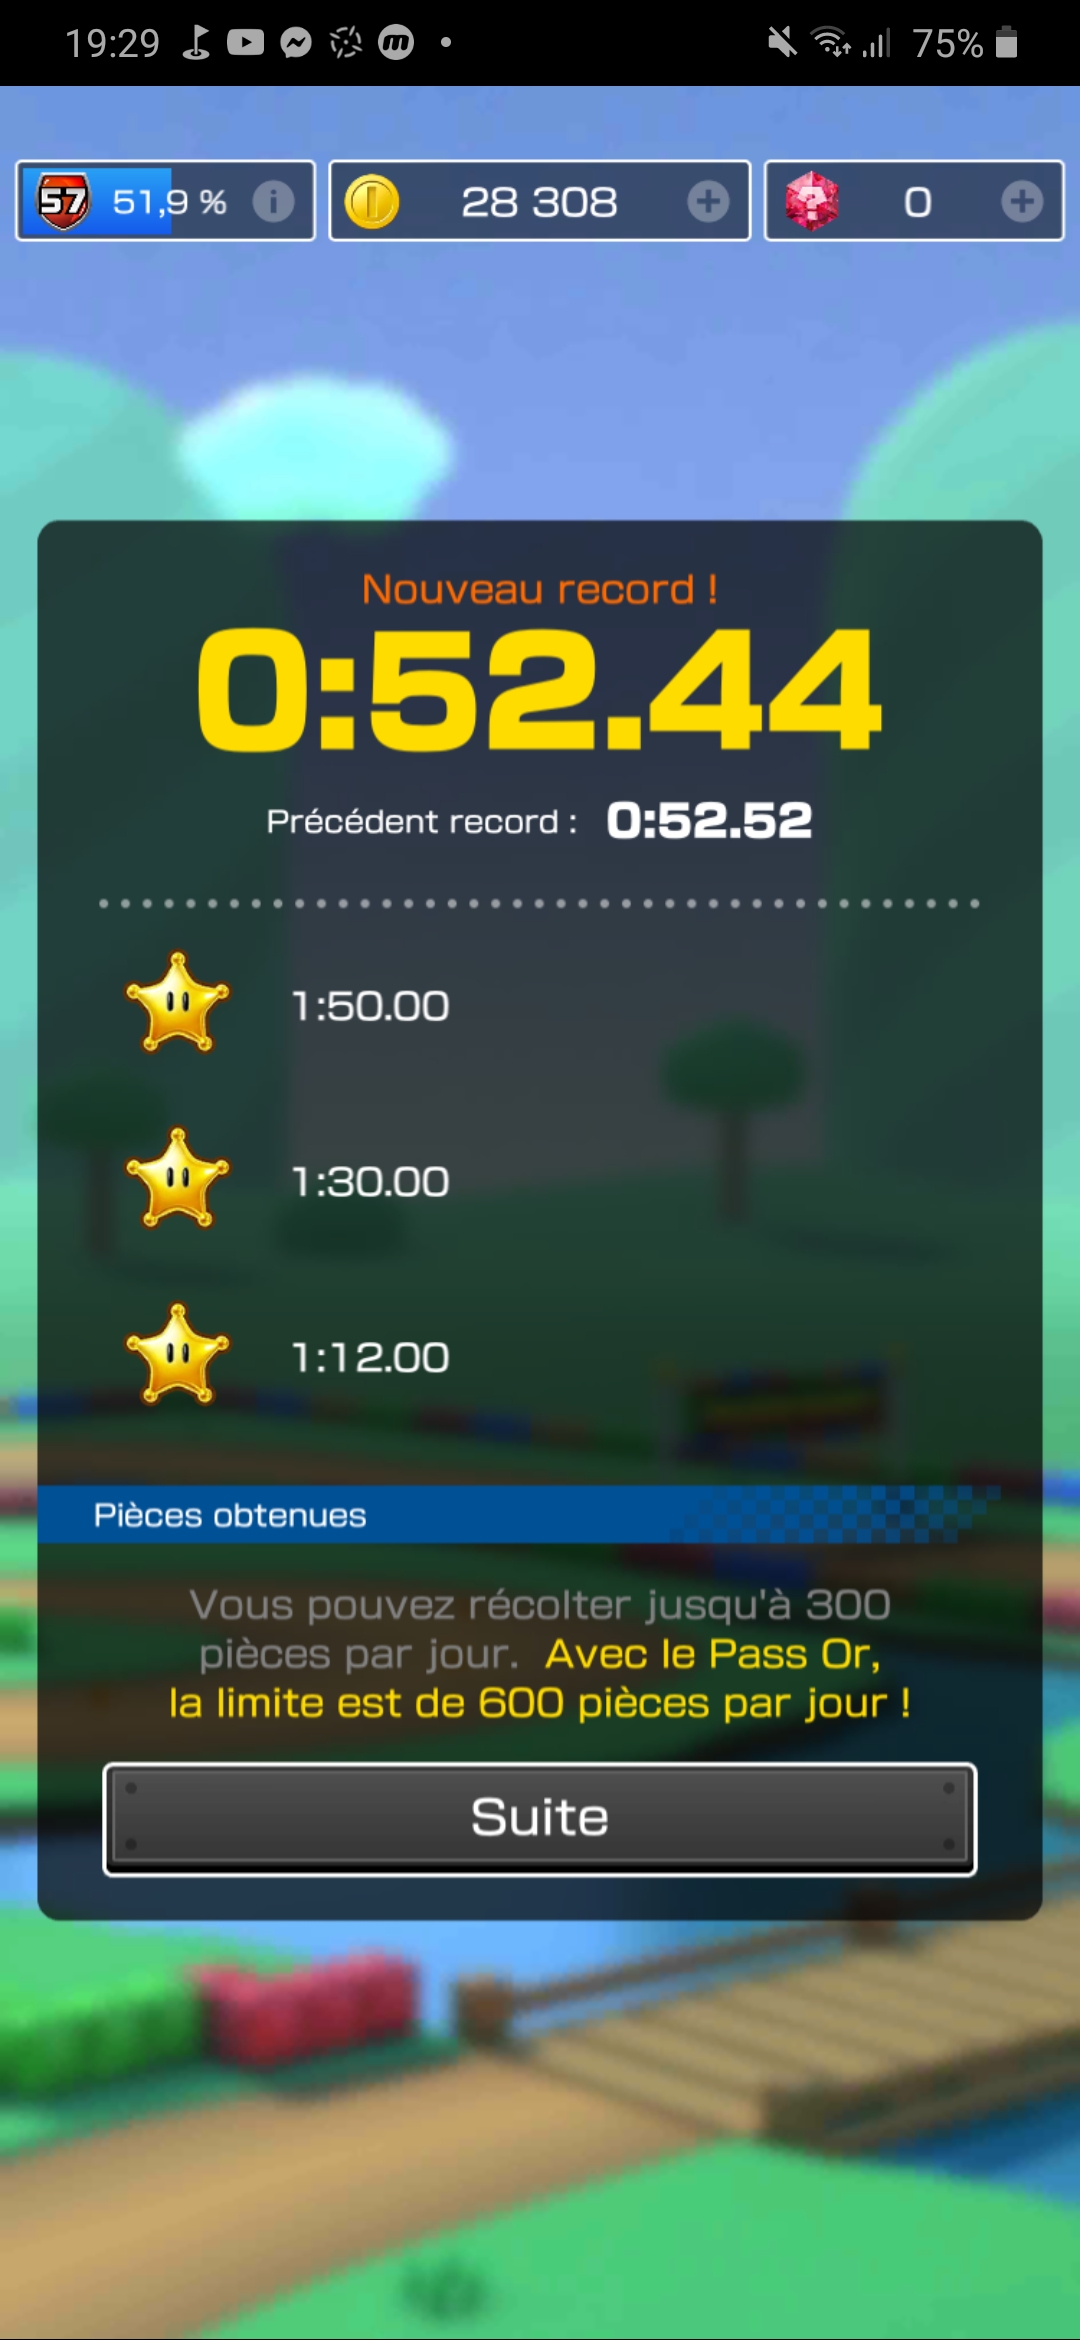 19:29
75%
57 51,9 %
28 308
0
Nouveau record !
0:52.44
Précédent record : 0:52.52
1:50.00
1:30.00
1:12.00
Pièces obtenues
Vous pouvez récolter jusqu'à 300
pièces par jour. Avec le Pass Or,
la limite est de 600 pièces par jour !
Suite